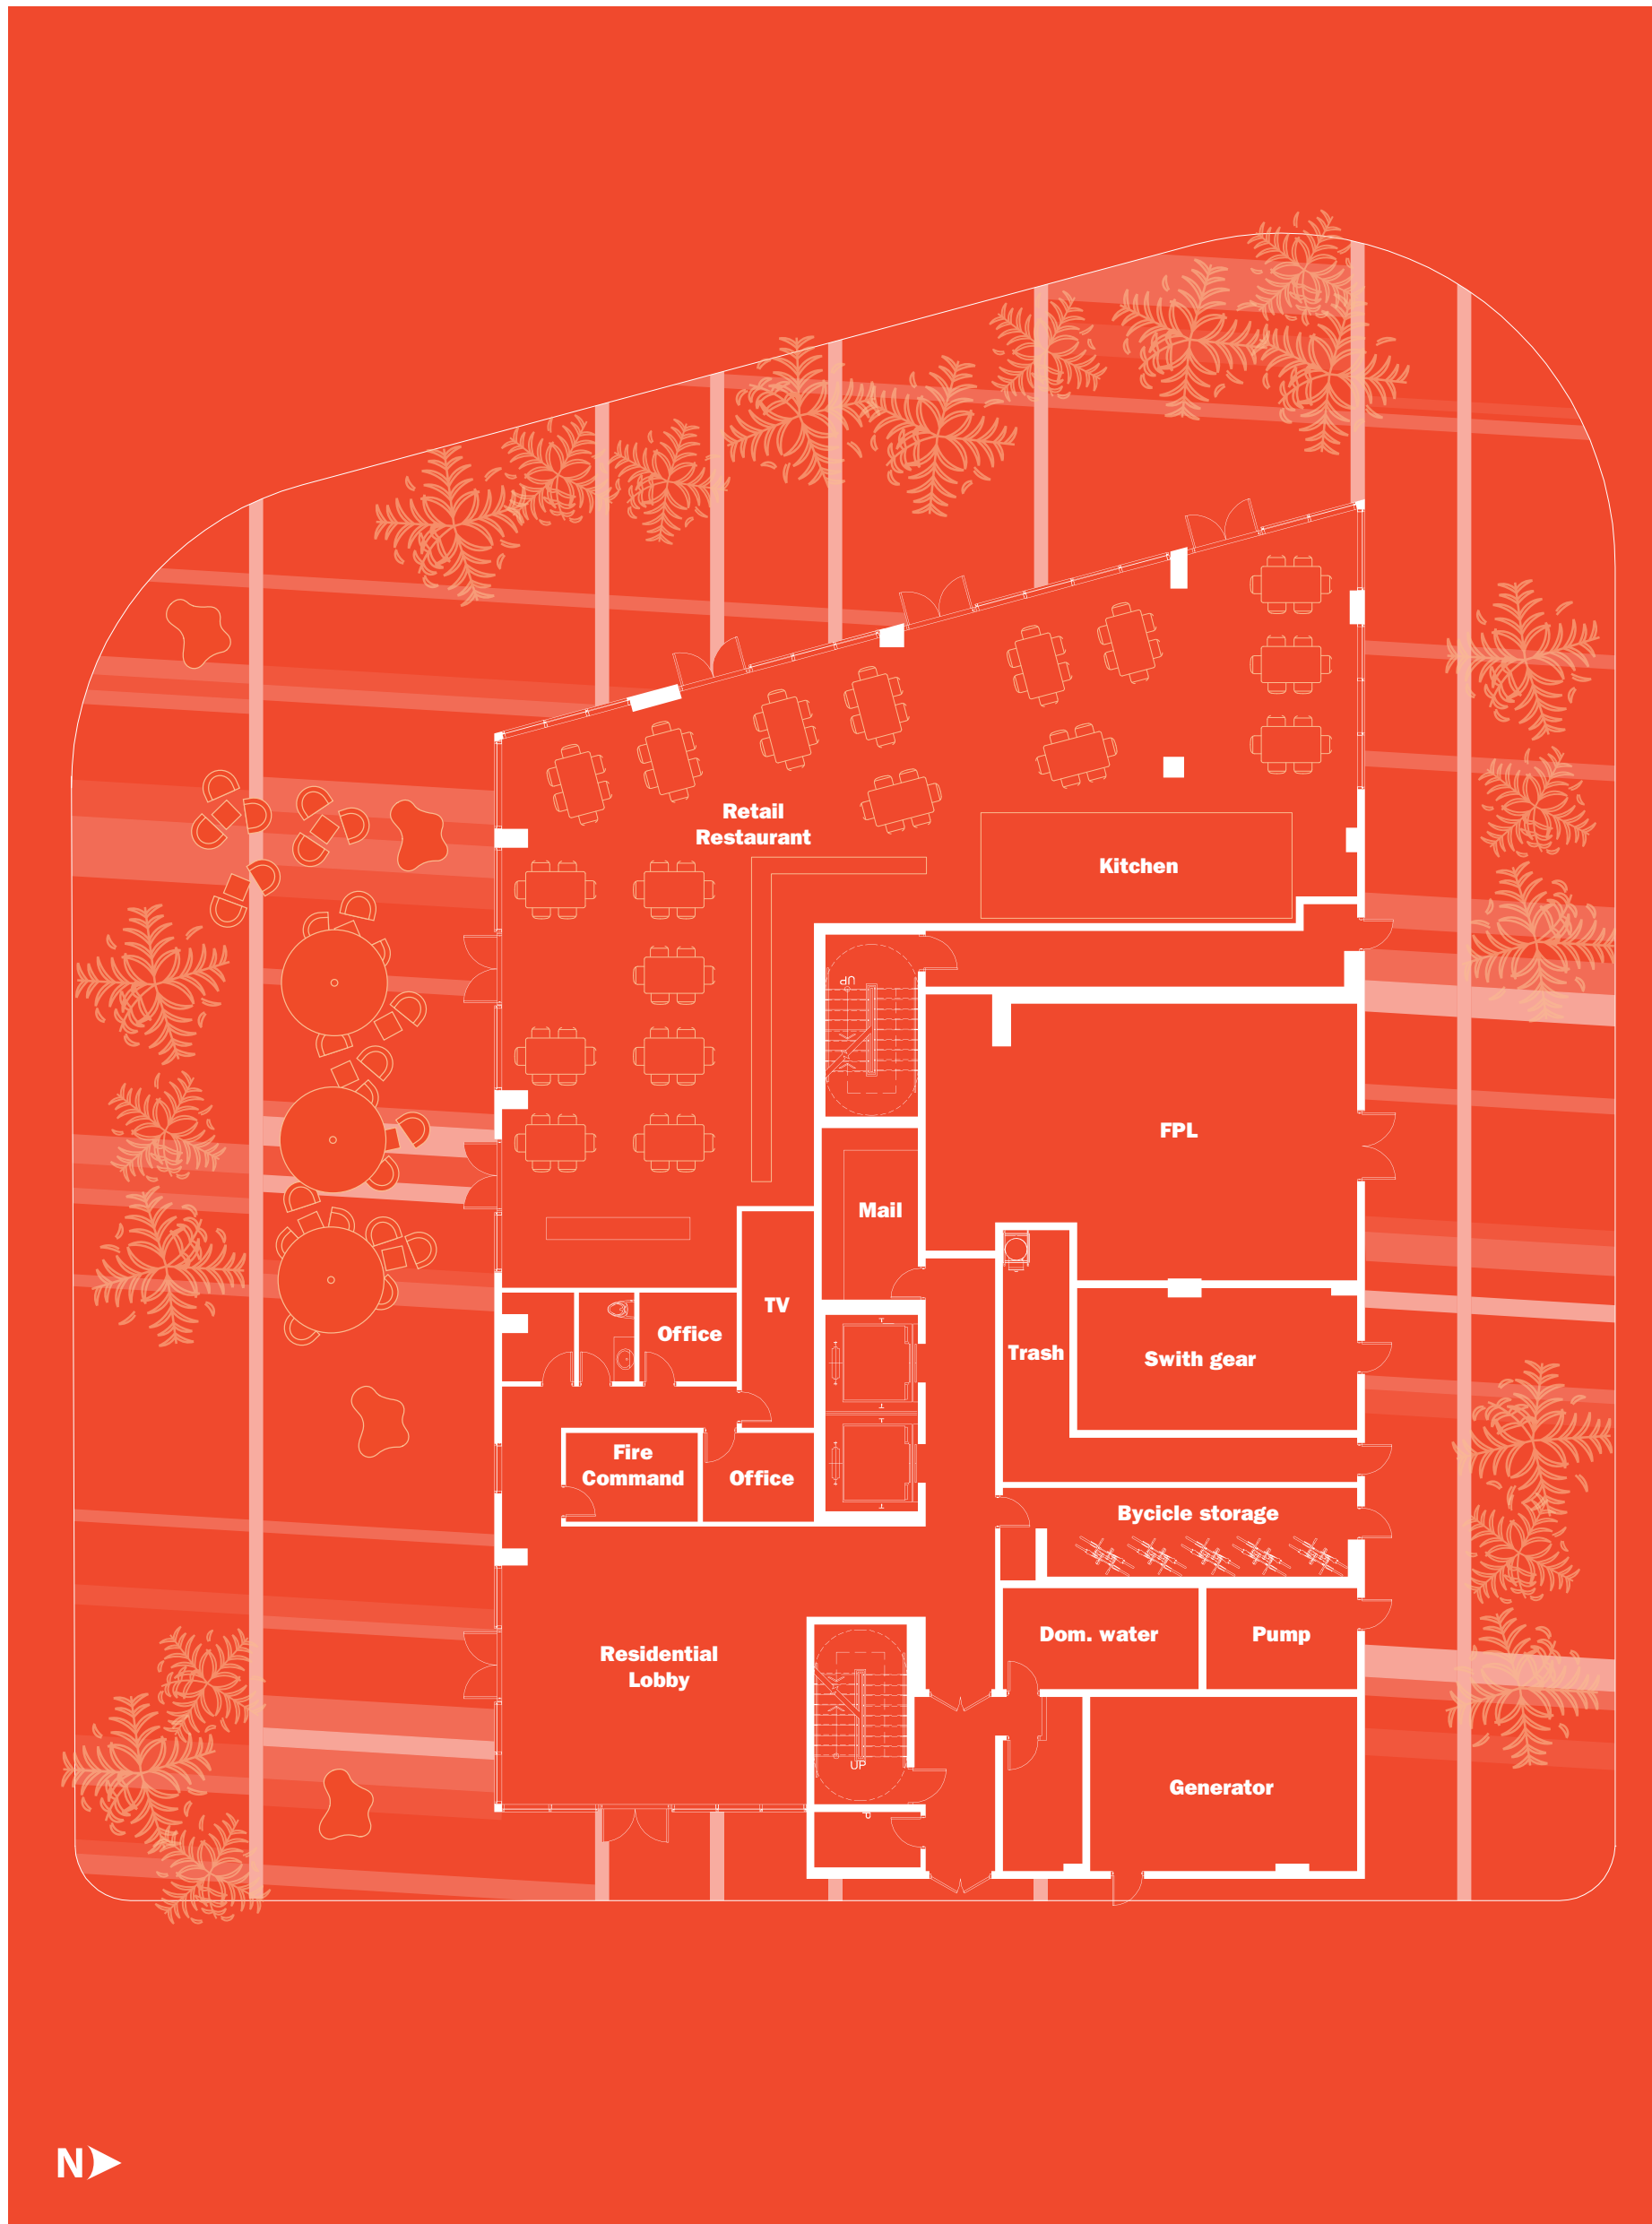 Retail
Restaurant
Kitchen
UP
FPL
Mail
TV
Office
Trash
Swith gear
Fire
Command
Office
Bycicle storage
Dom. water
Pump
Residential
Lobby
UP
Generator
N